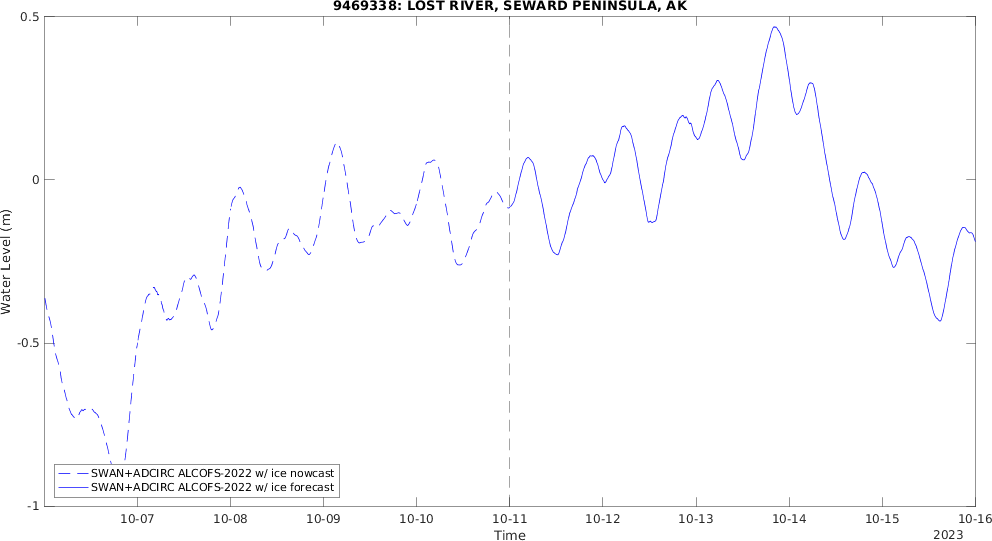 9469338: LOST RIVER, SEWARD PENINSULA, AK
0.5
0
-0.5
-1
Water Level (m)
SWAN+ADCIRC ALCOFS-2022 w/ ice nowcast
SWAN+ADCIRC ALCOFS-2022 w/ ice forecast
10-07 10-08 10-09 10-10 10-11 10-12 10-13 10-14 10-15 10-16
Time
2023